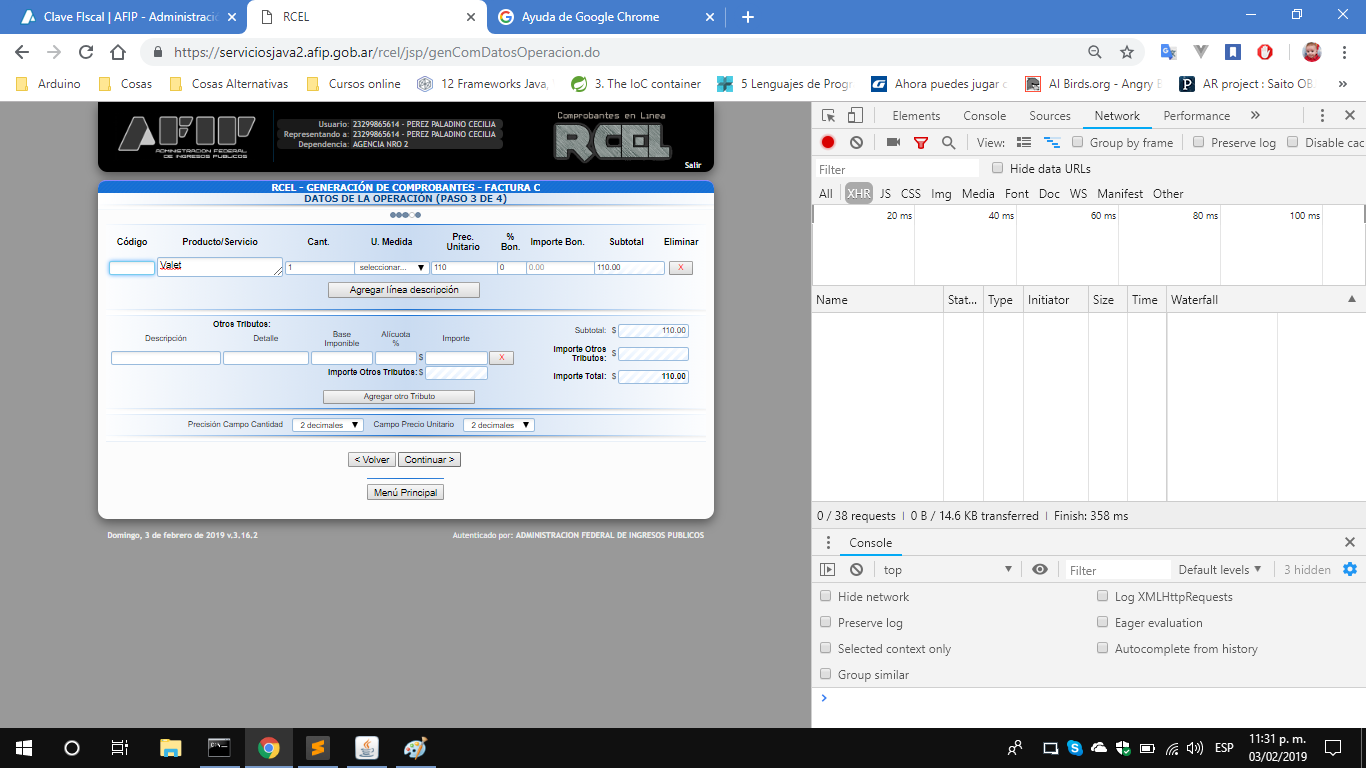 Clave FIscal | AFIP - Administració
RCEL
Ayuda de Google Chrome
https://serviciosjava2.afip.gob.ar/rcel/jsp/genComDatosOperacion.do
Arduino
Cosas
Cosas Alternativas
Cursos online
12 Frameworks Java,
3. The IoC container
5 Lenguajes de Progr
Ahora puedes jugar c
AI Birds.org - Angry B
AR project : Saito OB.
AFIP
ADMINISTRACION FEDERAL
DE INGRESOS PUBLICOS
Usuario: 23299865614 - PEREZ PALADINO CECILIA
Representando a: 23299865614 - PEREZ PALADINO CECILIA
Dependencia: AGENCIA NRO 2
Comprobantes en Línea
RCEL
Salir
RCEL - GENERACIÓN DE COMPROBANTES - FACTURA C
DATOS DE LA OPERACIÓN (PASO 3 DE 4)
Código Producto/Servicio Cant. U. Medida Prec. Unitario % Bon. Importe Bon. Subtotal Eliminar
Valet 1 seleccionar... 110 0 0.00 110.00 X
Agregar línea descripción
Otros Tributos:
Descripción Detalle Base Imponible Alícuota % Importe
$ X
Importe Otros Tributos: $
Agregar otro Tributo
Subtotal: $ 110.00
Importe Otros Tributos: $
Importe Total: $ 110.00
Precisión Campo Cantidad 2 decimales Campo Precio Unitario 2 decimales
< Volver Continuar >
Menú Principal
Domingo, 3 de febrero de 2019 v.3.16.2
Autenticado por: ADMINISTRACION FEDERAL DE INGRESOS PUBLICOS
Elements Console Sources Network Performance
View: Group by frame Preserve log Disable cac
Filter Hide data URLs
All XHR JS CSS Img Media Font Doc WS Manifest Other
20 ms 40 ms 60 ms 80 ms 100 ms
Name Stat... Type Initiator Size Time Waterfall
0 / 38 requests 0 B / 14.6 KB transferred Finish: 358 ms
Console
top Filter Default levels 3 hidden
Hide network Log XMLHttpRequests
Preserve log Eager evaluation
Selected context only Autocomplete from history
Group similar
ESP
11:31 p. m.
03/02/2019